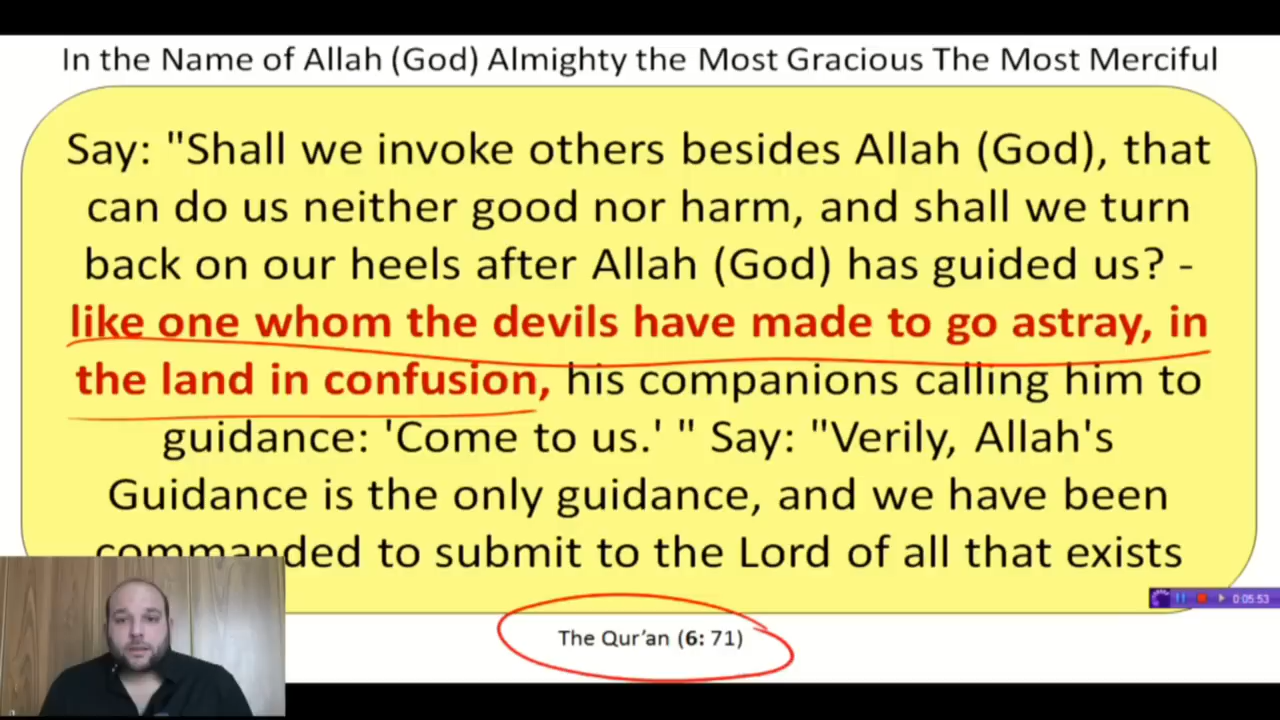 In the Name of Allah (God) Almighty the Most Gracious The Most Merciful
Say: "Shall we invoke others besides Allah (God), that
can do us neither good nor harm, and shall we turn
back on our heels after Allah (God) has guided us? -
like one whom the devils have made to go astray, in
the land in confusion, his companions calling him to
guidance: 'Come to us.' " Say: "Verily, Allah's
Guidance is the only guidance, and we have been
commanded to submit to the Lord of all that exists
0:05:53
The Qur'an (6: 71)